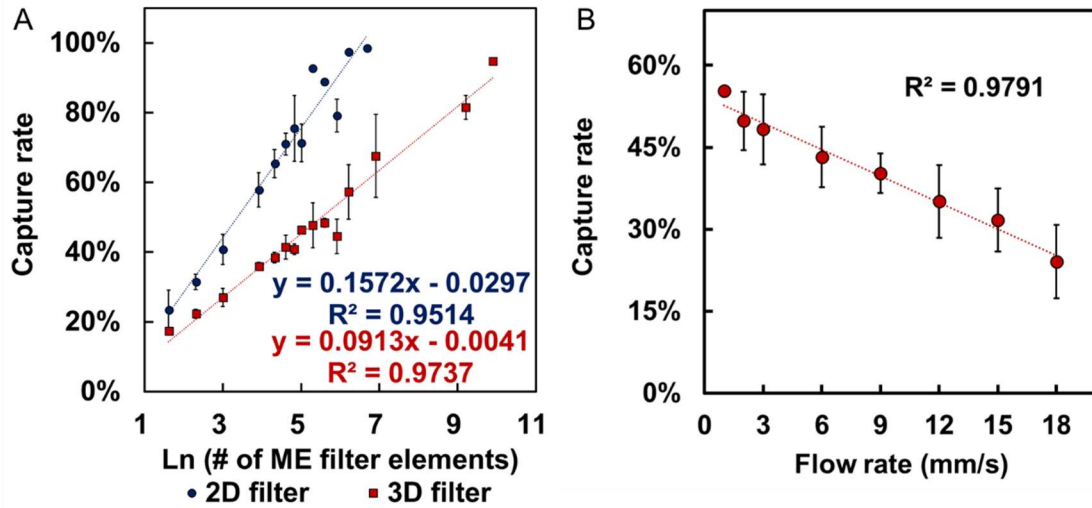 A
Capture rate
100%
80%
60%
40%
20%
0%
y = 0.1572x - 0.0297
R² = 0.9514
y = 0.0913x - 0.0041
R² = 0.9737
1 3 5 7 9 11
Ln (# of ME filter elements)
2D filter 3D filter
B
Capture rate
60%
45%
30%
15%
0%
R² = 0.9791
0 3 6 9 12 15 18
Flow rate (mm/s)